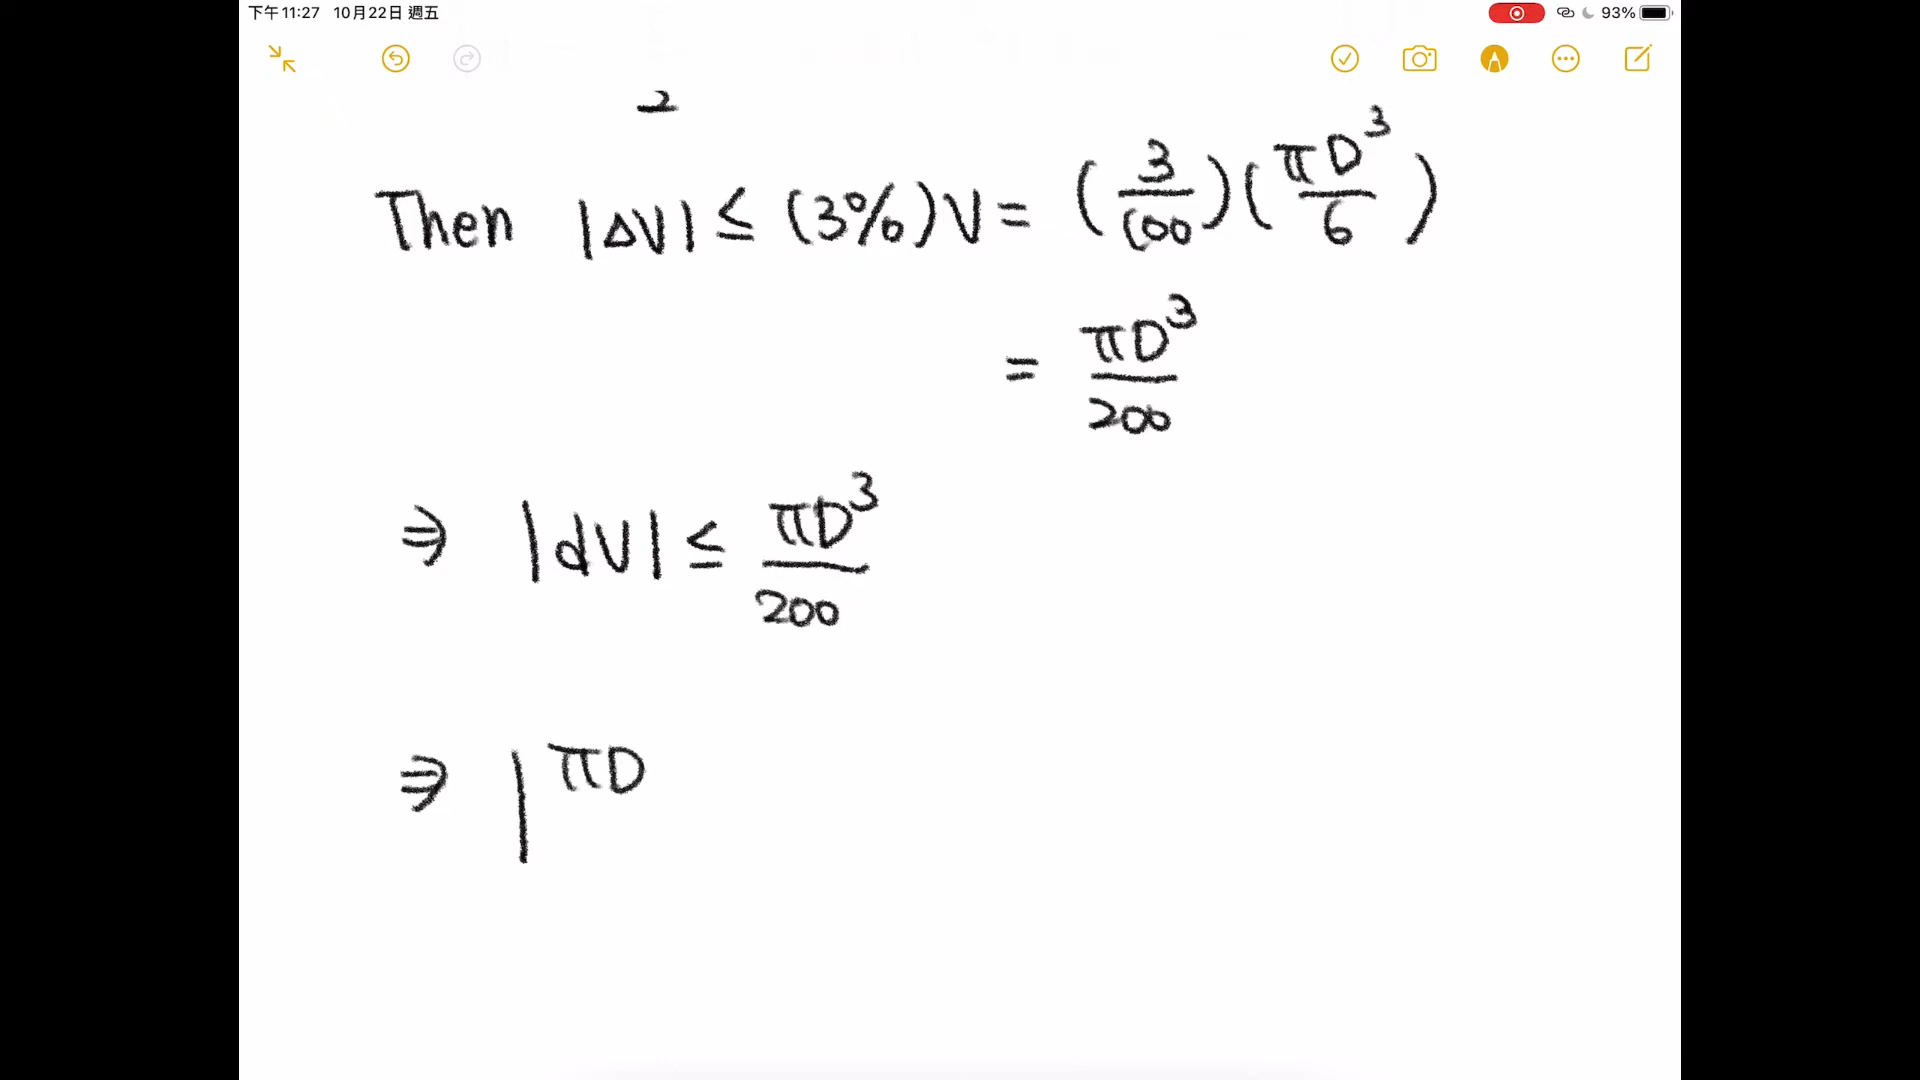 下午11:27 10月22日 週五 93%
2
Then |ΔV| ≤ (3%)V = (3/100)(πD³/6)
= πD³/200
⇒ |dV| ≤ πD³/200
⇒ | πD